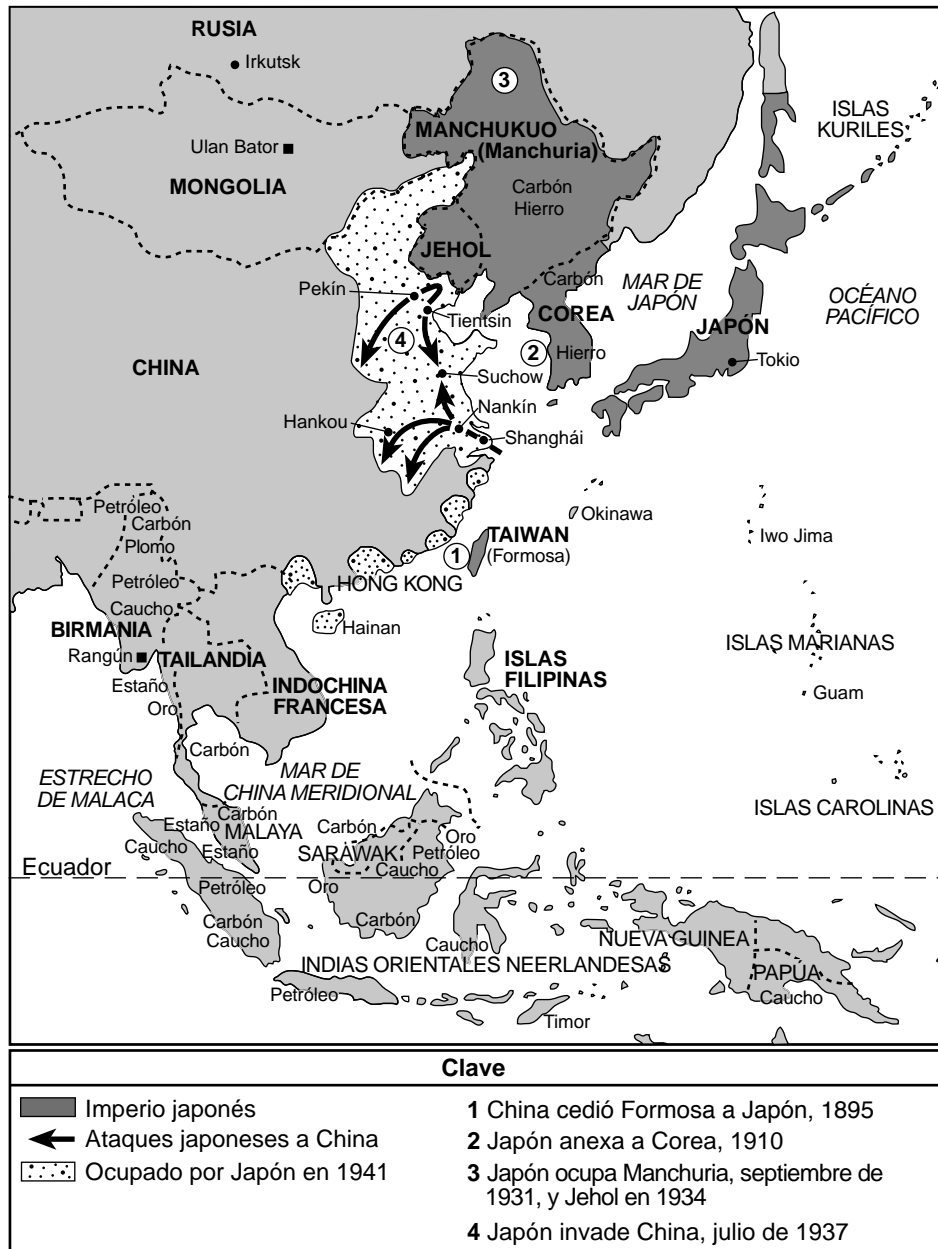 RUSIA
Irkutsk
3
ISLAS
KURILES
MANCHUKUO
(Manchuria)
Ulan Bator
MONGOLIA
Carbón
Hierro
JEHOL
Carbón
MAR DE
JAPÓN
OCÉANO
PACÍFICO
Pekín
Tientsin
COREA
JAPÓN
4
2
Hierro
Tokio
CHINA
Suchow
Nankín
Hankou
Shanghái
Petróleo
Carbón
Plomo
Petróleo
Caucho
Okinawa
Iwo Jima
TAIWAN
(Formosa)
1
HONG KONG
Hainan
BIRMANIA
Rangún
TAILANDIA
ISLAS
FILIPINAS
ISLAS MARIANAS
Estaño
Oro
INDOCHINA
FRANCESA
Guam
Carbón
ESTRECHO
DE MALACA
MAR DE
CHINA MERIDIONAL
ISLAS CAROLINAS
Carbón
Estaño
MALAYA
Caucho
Estaño
Carbón
SARAWAK
Oro
Petróleo
Caucho
Ecuador
Petróleo
Oro
Carbón
Caucho
Carbón
Caucho
NUEVA GUINEA
INDIAS ORIENTALES NEERLANDESAS
PAPÚA
Petróleo
Caucho
Timor
Clave
Imperio japonés
Ataques japoneses a China
Ocupado por Japón en 1941
1 China cedió Formosa a Japón, 1895
2 Japón anexa a Corea, 1910
3 Japón ocupa Manchuria, septiembre de
1931, y Jehol en 1934
4 Japón invade China, julio de 1937